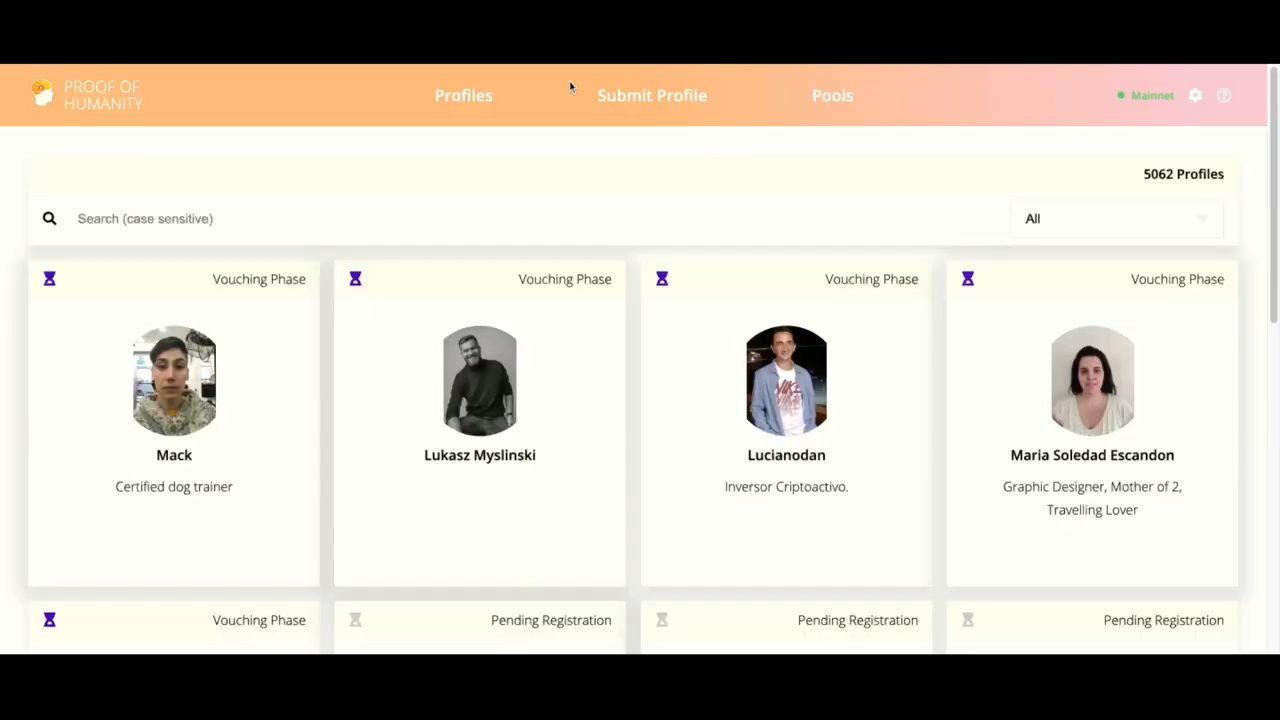 PROOF OF
HUMANITY
Profiles
Submit Profile
Pools
Mainnet
5062 Profiles
Search (case sensitive)
All
Vouching Phase
Vouching Phase
Vouching Phase
Vouching Phase
NIKE
Mack
Lukasz Myslinski
Lucianodan
Maria Soledad Escandon
Certified dog trainer
Inversor Criptoactivo.
Graphic Designer, Mother of 2,
Travelling Lover
Vouching Phase
Pending Registration
Pending Registration
Pending Registration